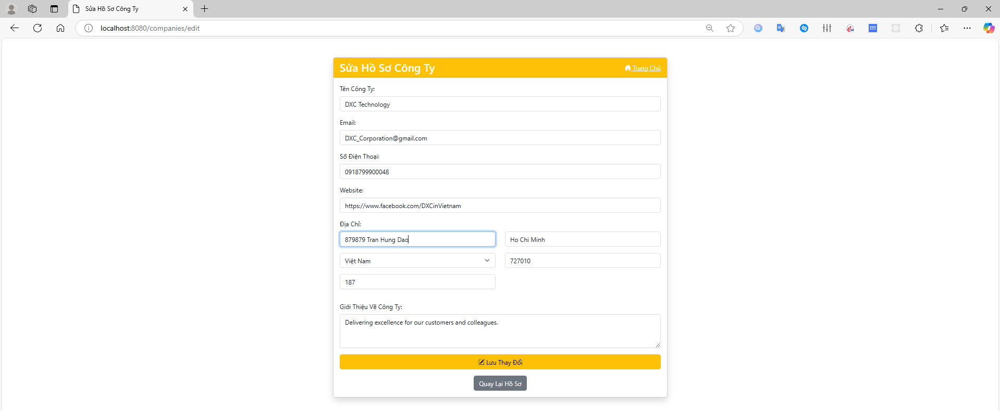 Sửa Hồ Sơ Công Ty
localhost:8080/companies/edit
Sửa Hồ Sơ Công Ty
Trang Chủ
Tên Công Ty:
DXC Technology
Email:
DXC_Corporation@gmail.com
Số Điện Thoại:
0918799900048
Website:
https://www.facebook.com/DXCinVietnam
Địa Chỉ:
879879 Tran Hung Dao
Ho Chi Minh
Việt Nam
727010
187
Giới Thiệu Về Công Ty:
Delivering excellence for our customers and colleagues.
Lưu Thay Đổi
Quay Lại Hồ Sơ